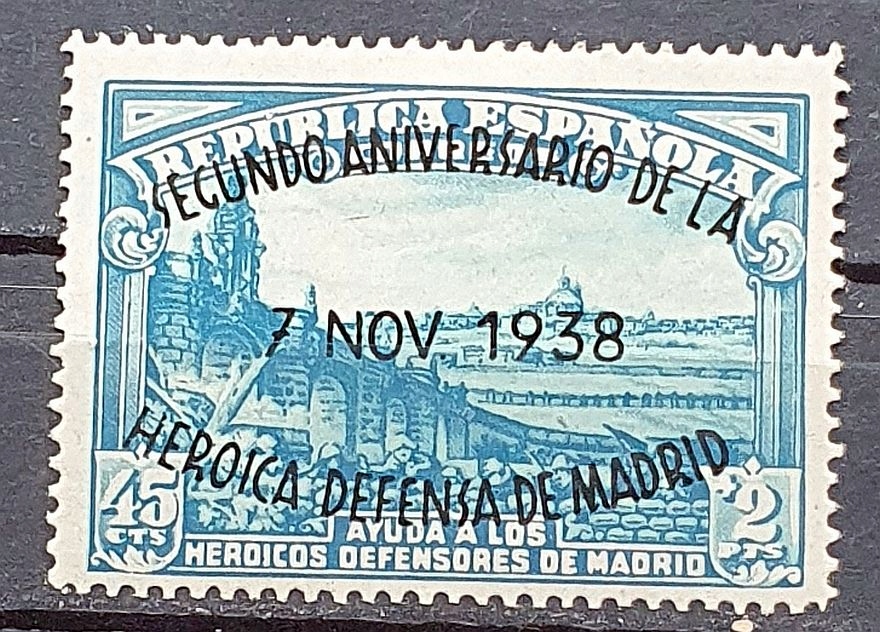 REPÚBLICA ESPAÑOLA
SEGUNDO ANIVERSARIO DE LA
7 NOV 1938
HEROICA DEFENSA DE MADRID
45 CTS
2 PTS
AYUDA A LOS
HEROICOS DEFENSORES DE MADRID